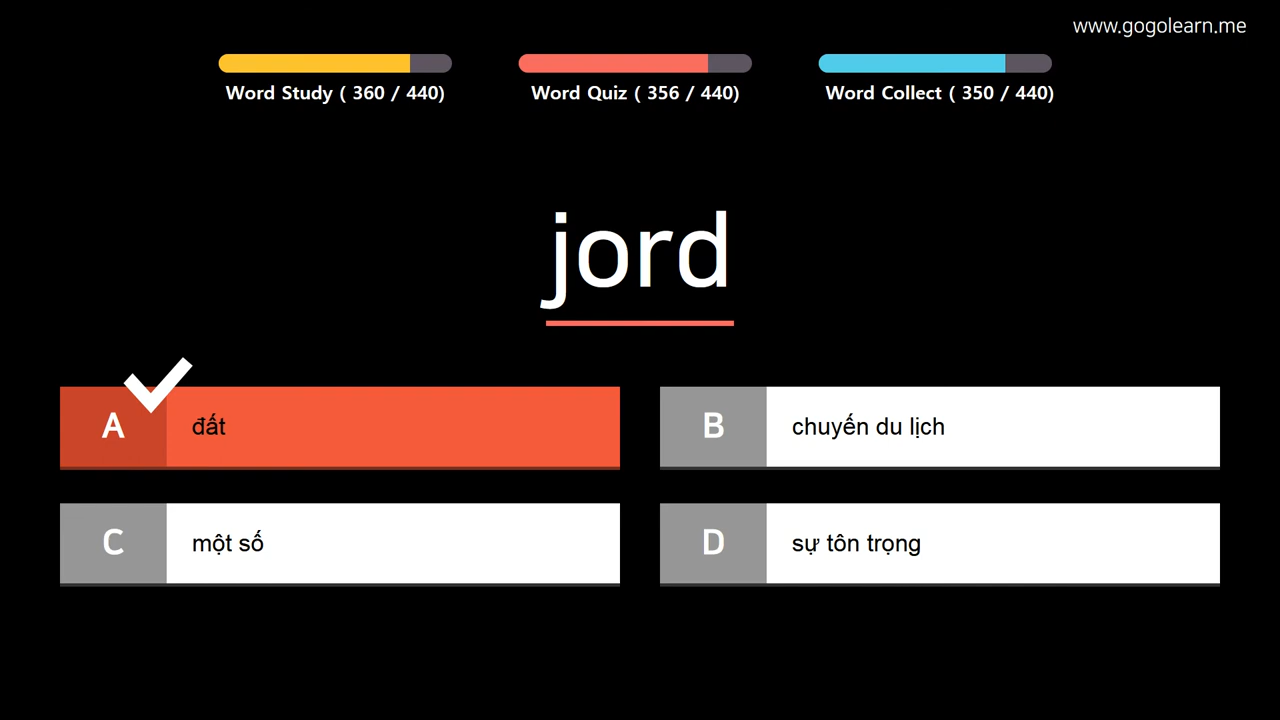 www.gogolearn.me
Word Study ( 360 / 440)
Word Quiz ( 356 / 440)
Word Collect ( 350 / 440)
jord
A đất
B chuyến du lịch
C một số
D sự tôn trọng